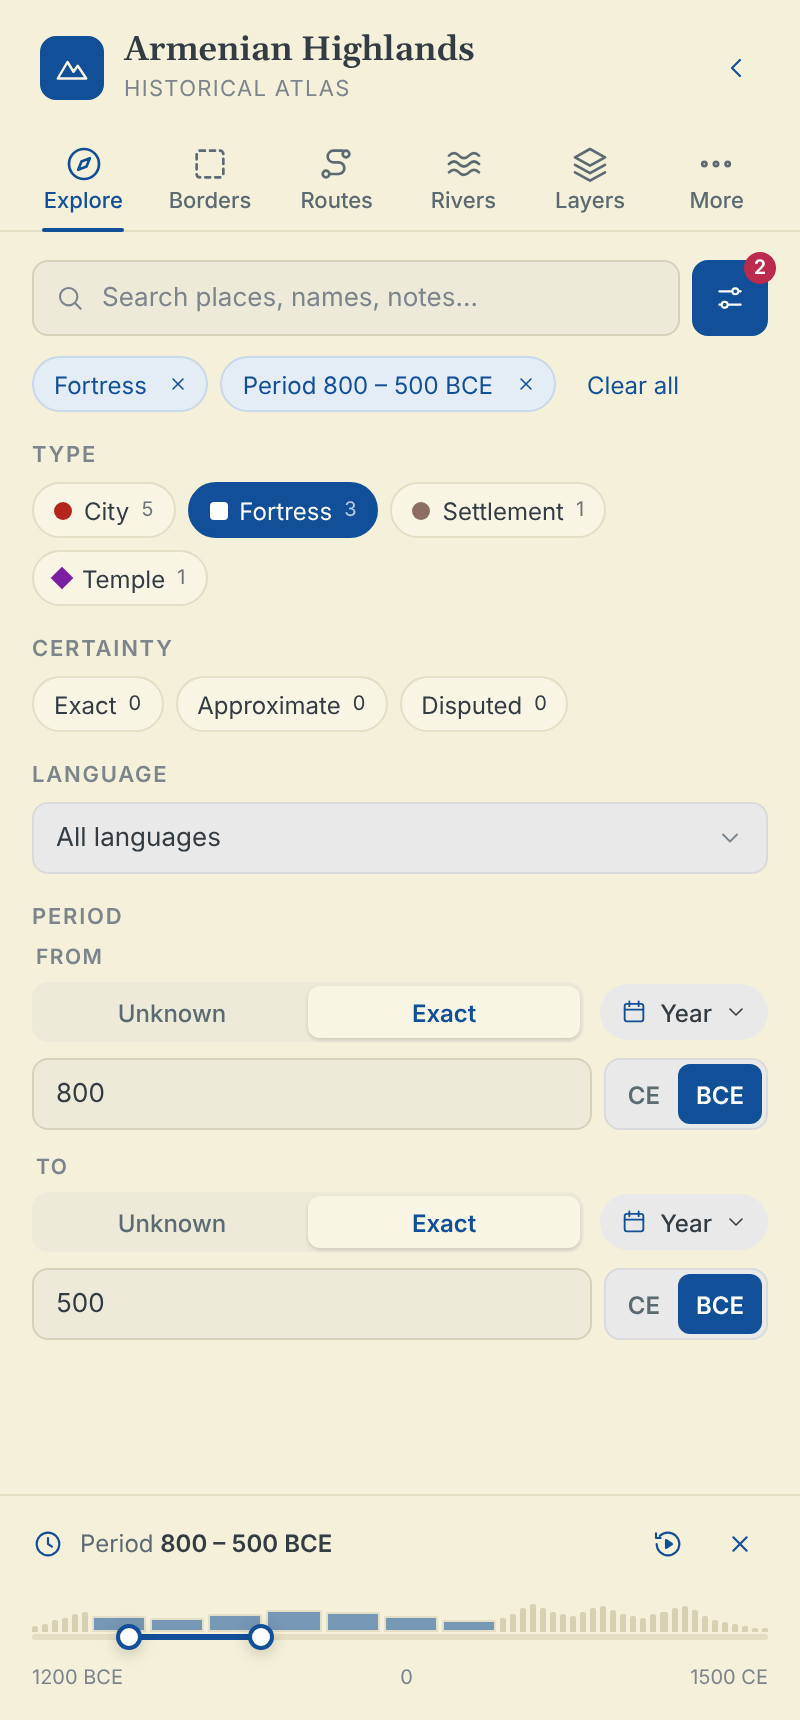 Armenian Highlands
HISTORICAL ATLAS
Explore
Borders
Routes
Rivers
Layers
More
Search places, names, notes...
2
Fortress
Period 800 – 500 BCE
Clear all
TYPE
City 5
Fortress 3
Settlement 1
Temple 1
CERTAINTY
Exact 0
Approximate 0
Disputed 0
LANGUAGE
All languages
PERIOD
FROM
Unknown
Exact
Year
800
CE
BCE
TO
Unknown
Exact
Year
500
CE
BCE
Period 800 – 500 BCE
1200 BCE
0
1500 CE